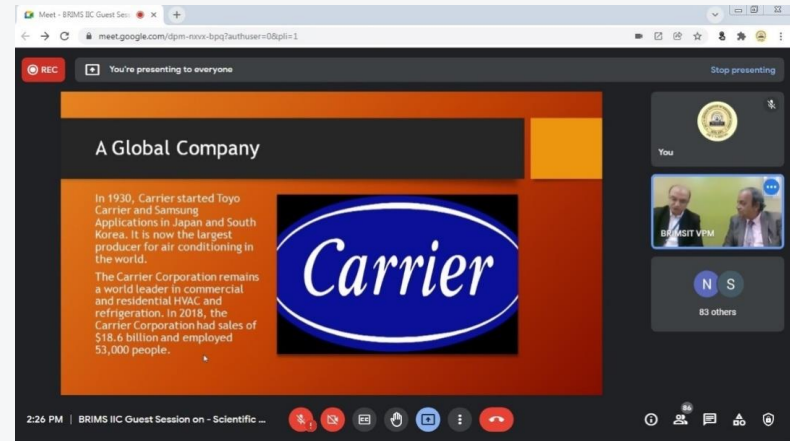 Meet - BRIMS IIC Guest Sess
meet.google.com/dpm-nxvx-bpq?authuser=0&pli=1
REC
You're presenting to everyone
Stop presenting
A Global Company
In 1930, Carrier started Toyo
Carrier and Samsung
Applications in Japan and South
Korea. It is now the largest
producer for air conditioning in
the world.
The Carrier Corporation remains
a world leader in commercial
and residential HVAC and
refrigeration. In 2018, the
Carrier Corporation had sales of
$18.6 billion and employed
53,000 people.
Carrier
You
BRIMSIT VPM
N S
83 others
2:26 PM | BRIMS IIC Guest Session on - Scientific ...
86